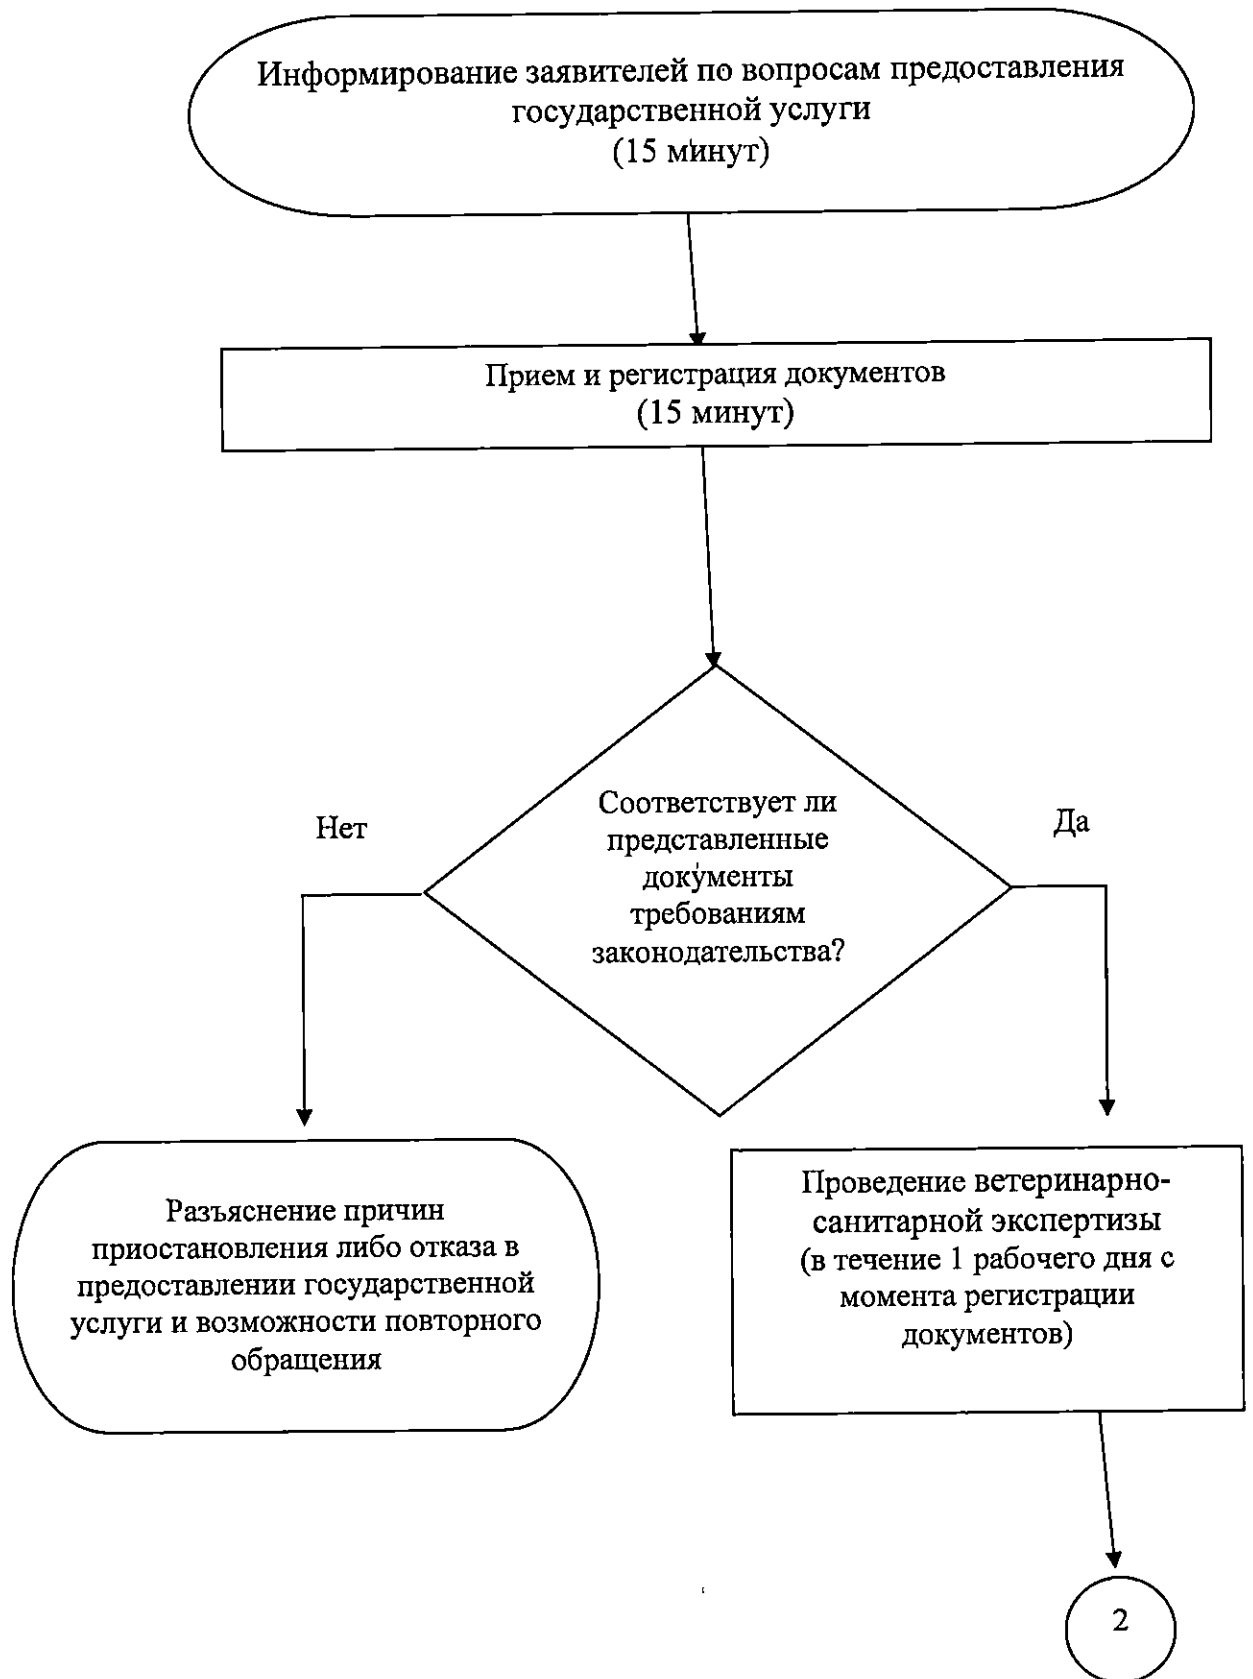 Информирование заявителей по вопросам предоставления
государственной услуги
(15 минут)
Прием и регистрация документов
(15 минут)
Нет
Соответствует ли
представленные
документы
требованиям
законодательства?
Да
Разъяснение причин
приостановления либо отказа в
предоставлении государственной
услуги и возможности повторного
обращения
Проведение ветеринарно-
санитарной экспертизы
(в течение 1 рабочего дня с
момента регистрации
документов)
2